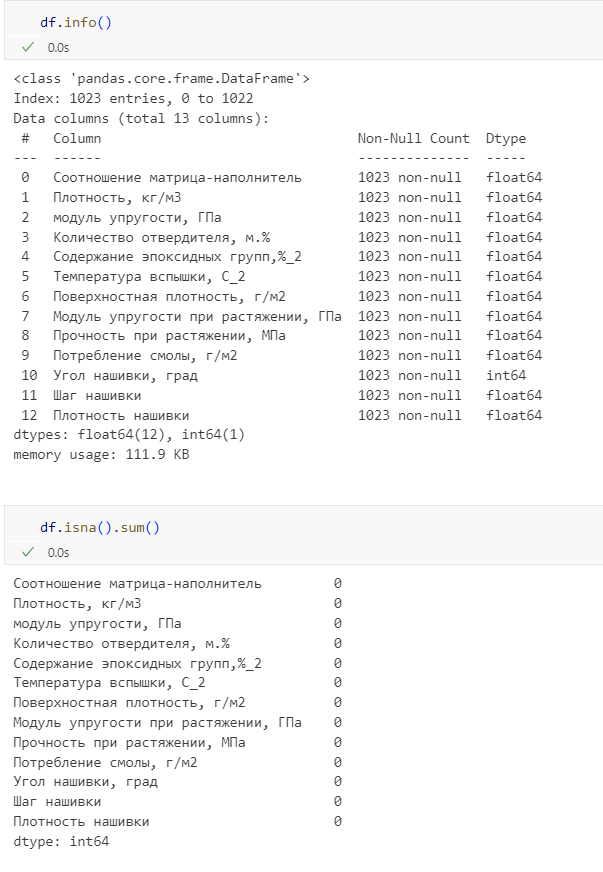 df.info()
0.0s
<class 'pandas.core.frame.DataFrame'>
Index: 1023 entries, 0 to 1022
Data columns (total 13 columns):
 #   Column                                Non-Null Count  Dtype
---  ------                                --------------  -----
 0   Соотношение матрица-наполнитель       1023 non-null   float64
 1   Плотность, кг/м3                      1023 non-null   float64
 2   модуль упругости, ГПа                 1023 non-null   float64
 3   Количество отвердителя, м.%           1023 non-null   float64
 4   Содержание эпоксидных групп,%_2       1023 non-null   float64
 5   Температура вспышки, С_2              1023 non-null   float64
 6   Поверхностная плотность, г/м2         1023 non-null   float64
 7   Модуль упругости при растяжении, ГПа  1023 non-null   float64
 8   Прочность при растяжении, МПа         1023 non-null   float64
 9   Потребление смолы, г/м2               1023 non-null   float64
 10  Угол нашивки, град                    1023 non-null   int64
 11  Шаг нашивки                           1023 non-null   float64
 12  Плотность нашивки                     1023 non-null   float64
dtypes: float64(12), int64(1)
memory usage: 111.9 KB
df.isna().sum()
0.0s
Соотношение матрица-наполнитель         0
Плотность, кг/м3                        0
модуль упругости, ГПа                   0
Количество отвердителя, м.%             0
Содержание эпоксидных групп,%_2         0
Температура вспышки, С_2                0
Поверхностная плотность, г/м2           0
Модуль упругости при растяжении, ГПа    0
Прочность при растяжении, МПа           0
Потребление смолы, г/м2                 0
Угол нашивки, град                      0
Шаг нашивки                             0
Плотность нашивки                       0
dtype: int64